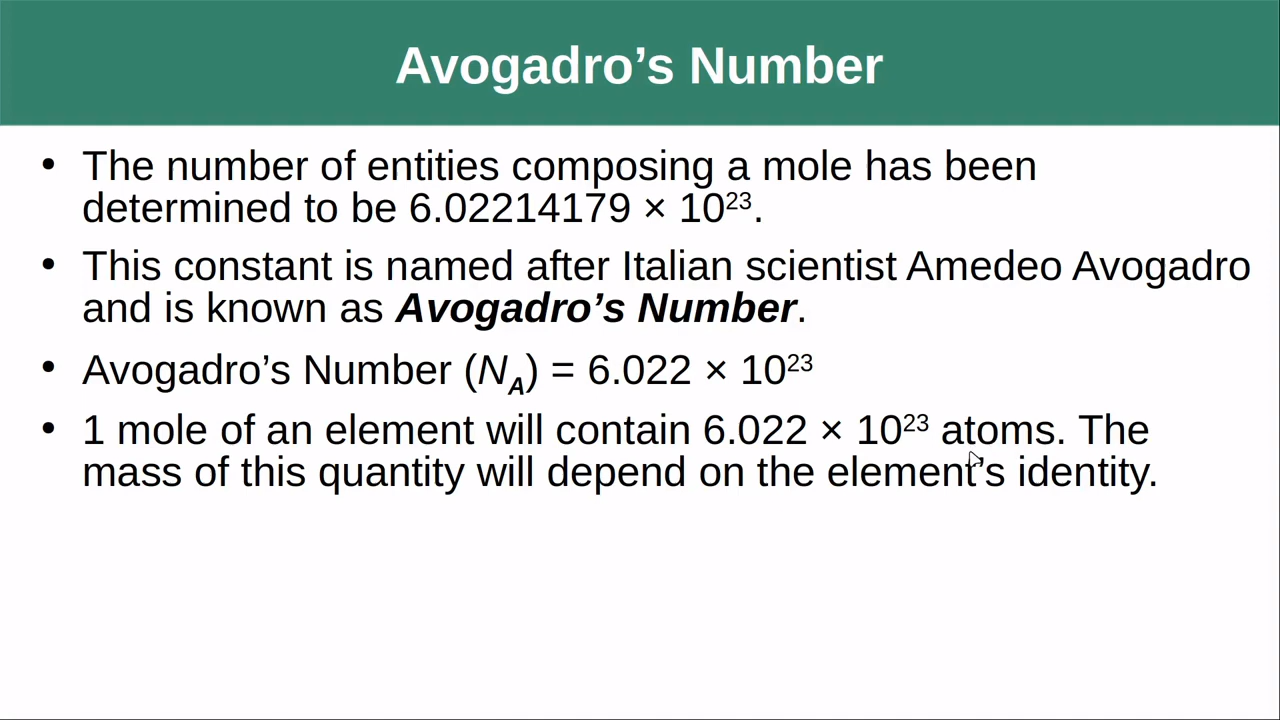 Avogadro’s Number
• The number of entities composing a mole has been
determined to be 6.02214179 × 10²³.
• This constant is named after Italian scientist Amedeo Avogadro
and is known as Avogadro’s Number.
• Avogadro’s Number (N_A) = 6.022 × 10²³
• 1 mole of an element will contain 6.022 × 10²³ atoms. The
mass of this quantity will depend on the element’s identity.